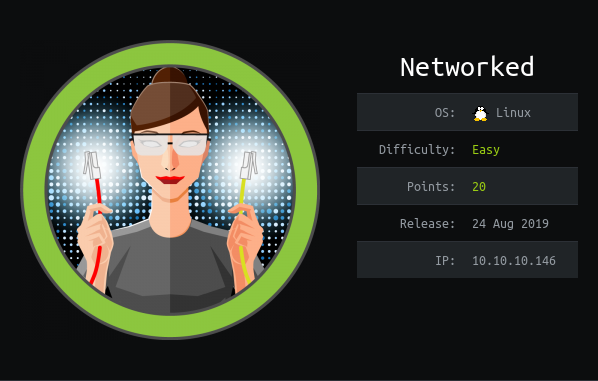 Networked
OS: Linux
Difficulty: Easy
Points: 20
Release: 24 Aug 2019
IP: 10.10.10.146